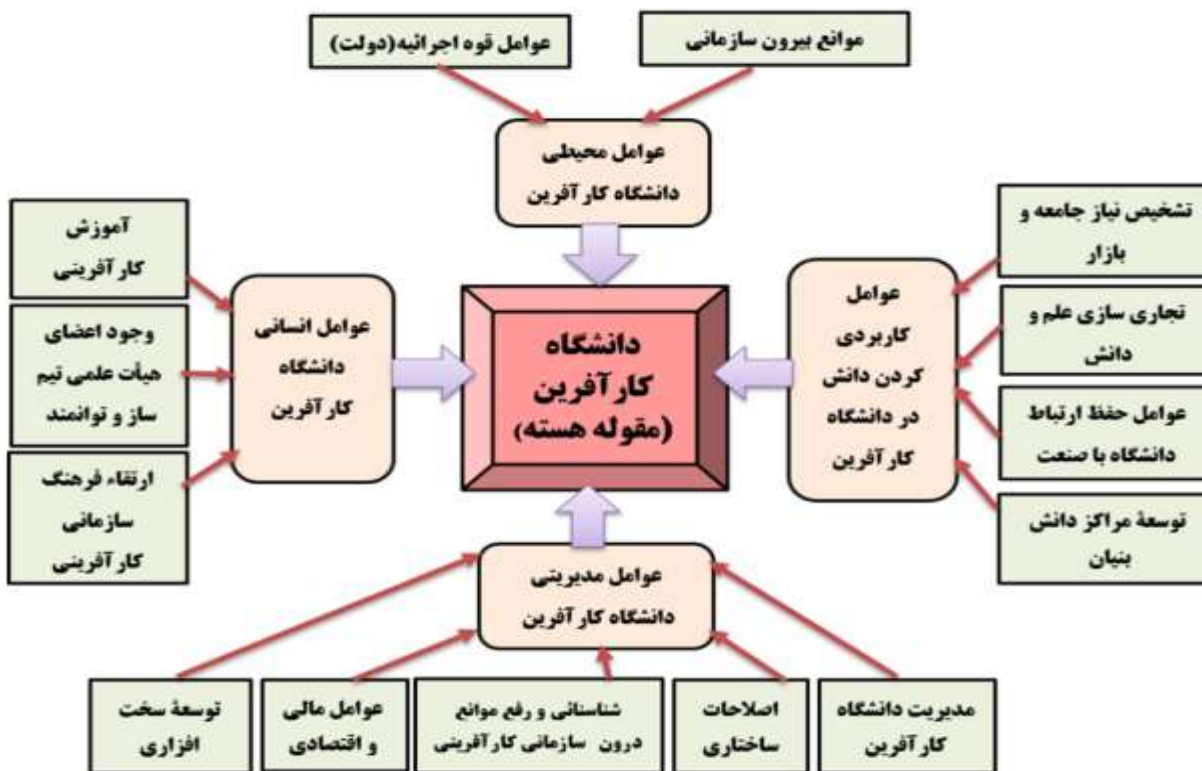 موانع بیرون سازمانی
عوامل قوه اجرائیه(دولت)
عوامل محیطی
دانشگاه کارآفرین
تشخیص نیاز جامعه و
بازار
تجاری سازی علم و
دانش
عوامل حفظ ارتباط
دانشگاه با صنعت
توسعۀ مراکز دانش
بنیان
عوامل
کاربردی
کردن دانش
در دانشگاه
کارآفرین
دانشگاه
کارآفرین
(مقوله هسته)
عوامل انسانی
دانشگاه
کارآفرین
آموزش
کارآفرینی
وجود اعضای
هیأت علمی تیم
ساز و توانمند
ارتقاء فرهنگ
سازمانی
کارآفرینی
عوامل مدیریتی
دانشگاه کارآفرین
مدیریت دانشگاه
کارآفرین
اصلاحات
ساختاری
شناسائی و رفع موانع
درون سازمانی کارآفرینی
عوامل مالی
و اقتصادی
توسعۀ سخت
افزاری